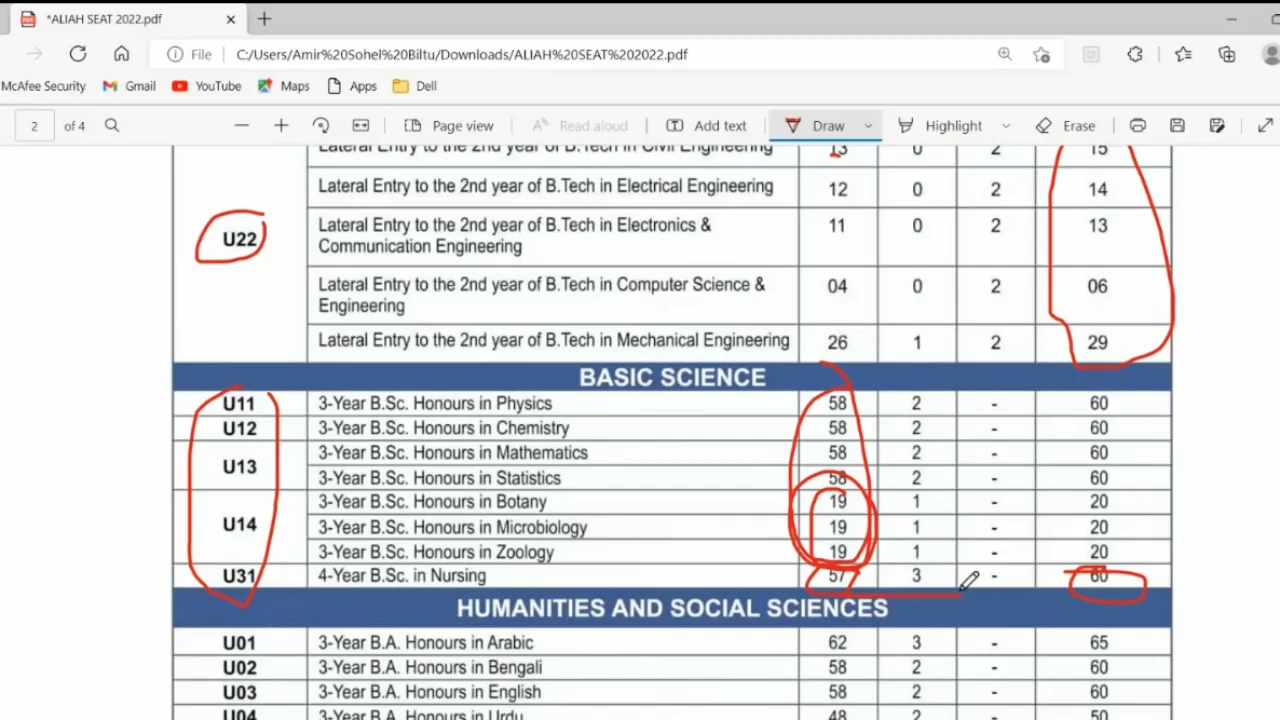 *ALIAH SEAT 2022.pdf
File C:/Users/Amir%20Sohel%20Biltu/Downloads/ALIAH%20SEAT%202022.pdf
McAfee Security Gmail YouTube Maps Apps Dell
2 of 4 Page view Read aloud Add text Draw Highlight Erase
Lateral Entry to the 2nd year of B.Tech in Civil Engineering 13 0 2 15
Lateral Entry to the 2nd year of B.Tech in Electrical Engineering 12 0 2 14
U22
Lateral Entry to the 2nd year of B.Tech in Electronics & 11 0 2 13
Communication Engineering
Lateral Entry to the 2nd year of B.Tech in Computer Science & 04 0 2 06
Engineering
Lateral Entry to the 2nd year of B.Tech in Mechanical Engineering 26 1 2 29
BASIC SCIENCE
U11 3-Year B.Sc. Honours in Physics 58 2 - 60
U12 3-Year B.Sc. Honours in Chemistry 58 2 - 60
U13 3-Year B.Sc. Honours in Mathematics 58 2 - 60
3-Year B.Sc. Honours in Statistics 58 2 - 60
U14 3-Year B.Sc. Honours in Botany 19 1 - 20
3-Year B.Sc. Honours in Microbiology 19 1 - 20
3-Year B.Sc. Honours in Zoology 19 1 - 20
U31 4-Year B.Sc. in Nursing 57 3 - 60
HUMANITIES AND SOCIAL SCIENCES
U01 3-Year B.A. Honours in Arabic 62 3 - 65
U02 3-Year B.A. Honours in Bengali 58 2 - 60
U03 3-Year B.A. Honours in English 58 2 - 60
U04 3-Year B.A. Honours in Urdu 48 2 - 50